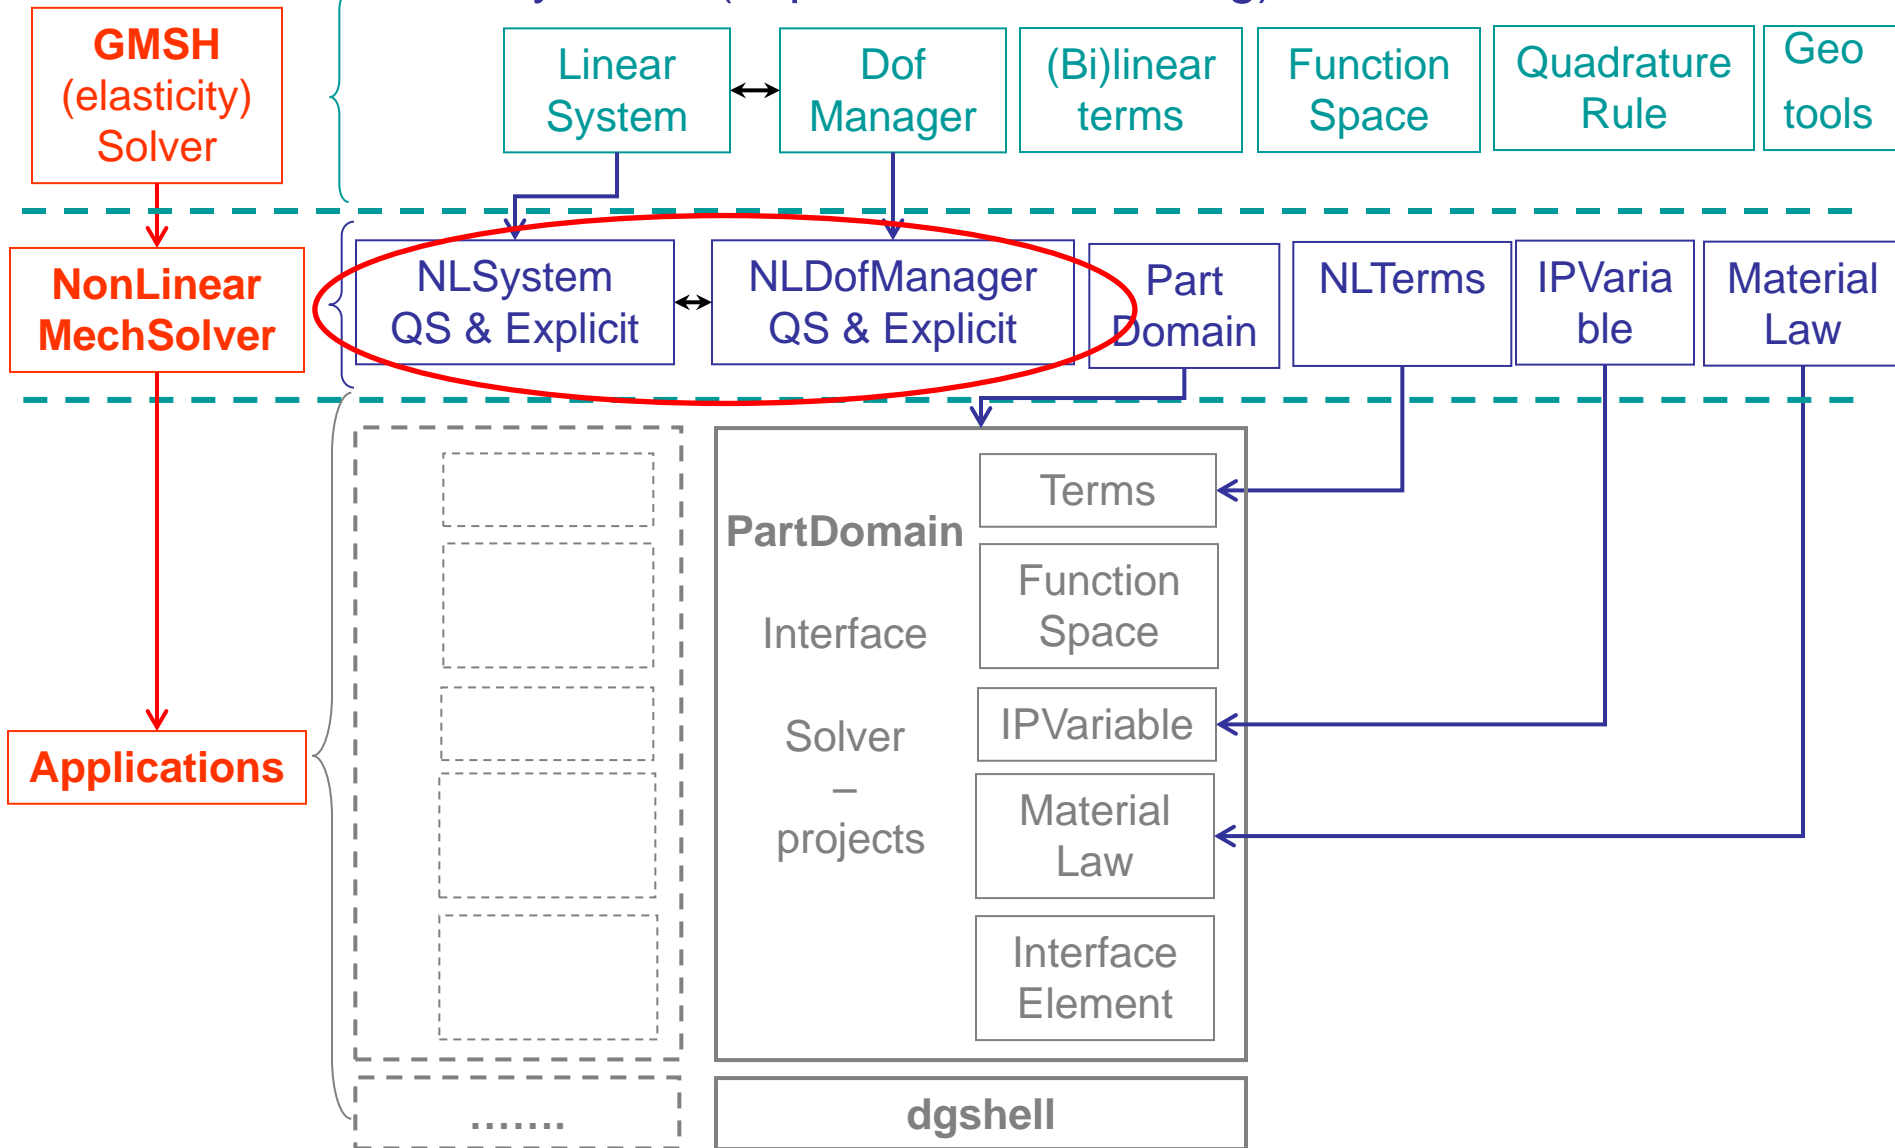 GMSH
(elasticity)
Solver
Linear
System
Dof
Manager
(Bi)linear
terms
Function
Space
Quadrature
Rule
Geo
tools
NonLinear
MechSolver
NLSystem
QS & Explicit
NLDofManager
QS & Explicit
Part
Domain
NLTerms
IPVaria
ble
Material
Law
Applications
PartDomain
Interface
Solver
–
projects
Terms
Function
Space
IPVariable
Material
Law
Interface
Element
.......
dgshell